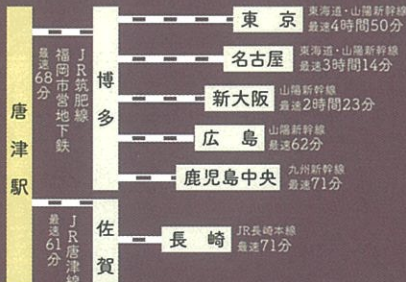 唐津駅
JR筑肥線
福岡市営地下鉄
最速68分
博多
東京
東海道・山陽新幹線
最速4時間50分
名古屋
東海道・山陽新幹線
最速3時間14分
新大阪
山陽新幹線
最速2時間23分
広島
山陽新幹線
最速62分
鹿児島中央
九州新幹線
最速71分
JR唐津線
最速61分
佐賀
長崎
JR長崎本線
最速71分